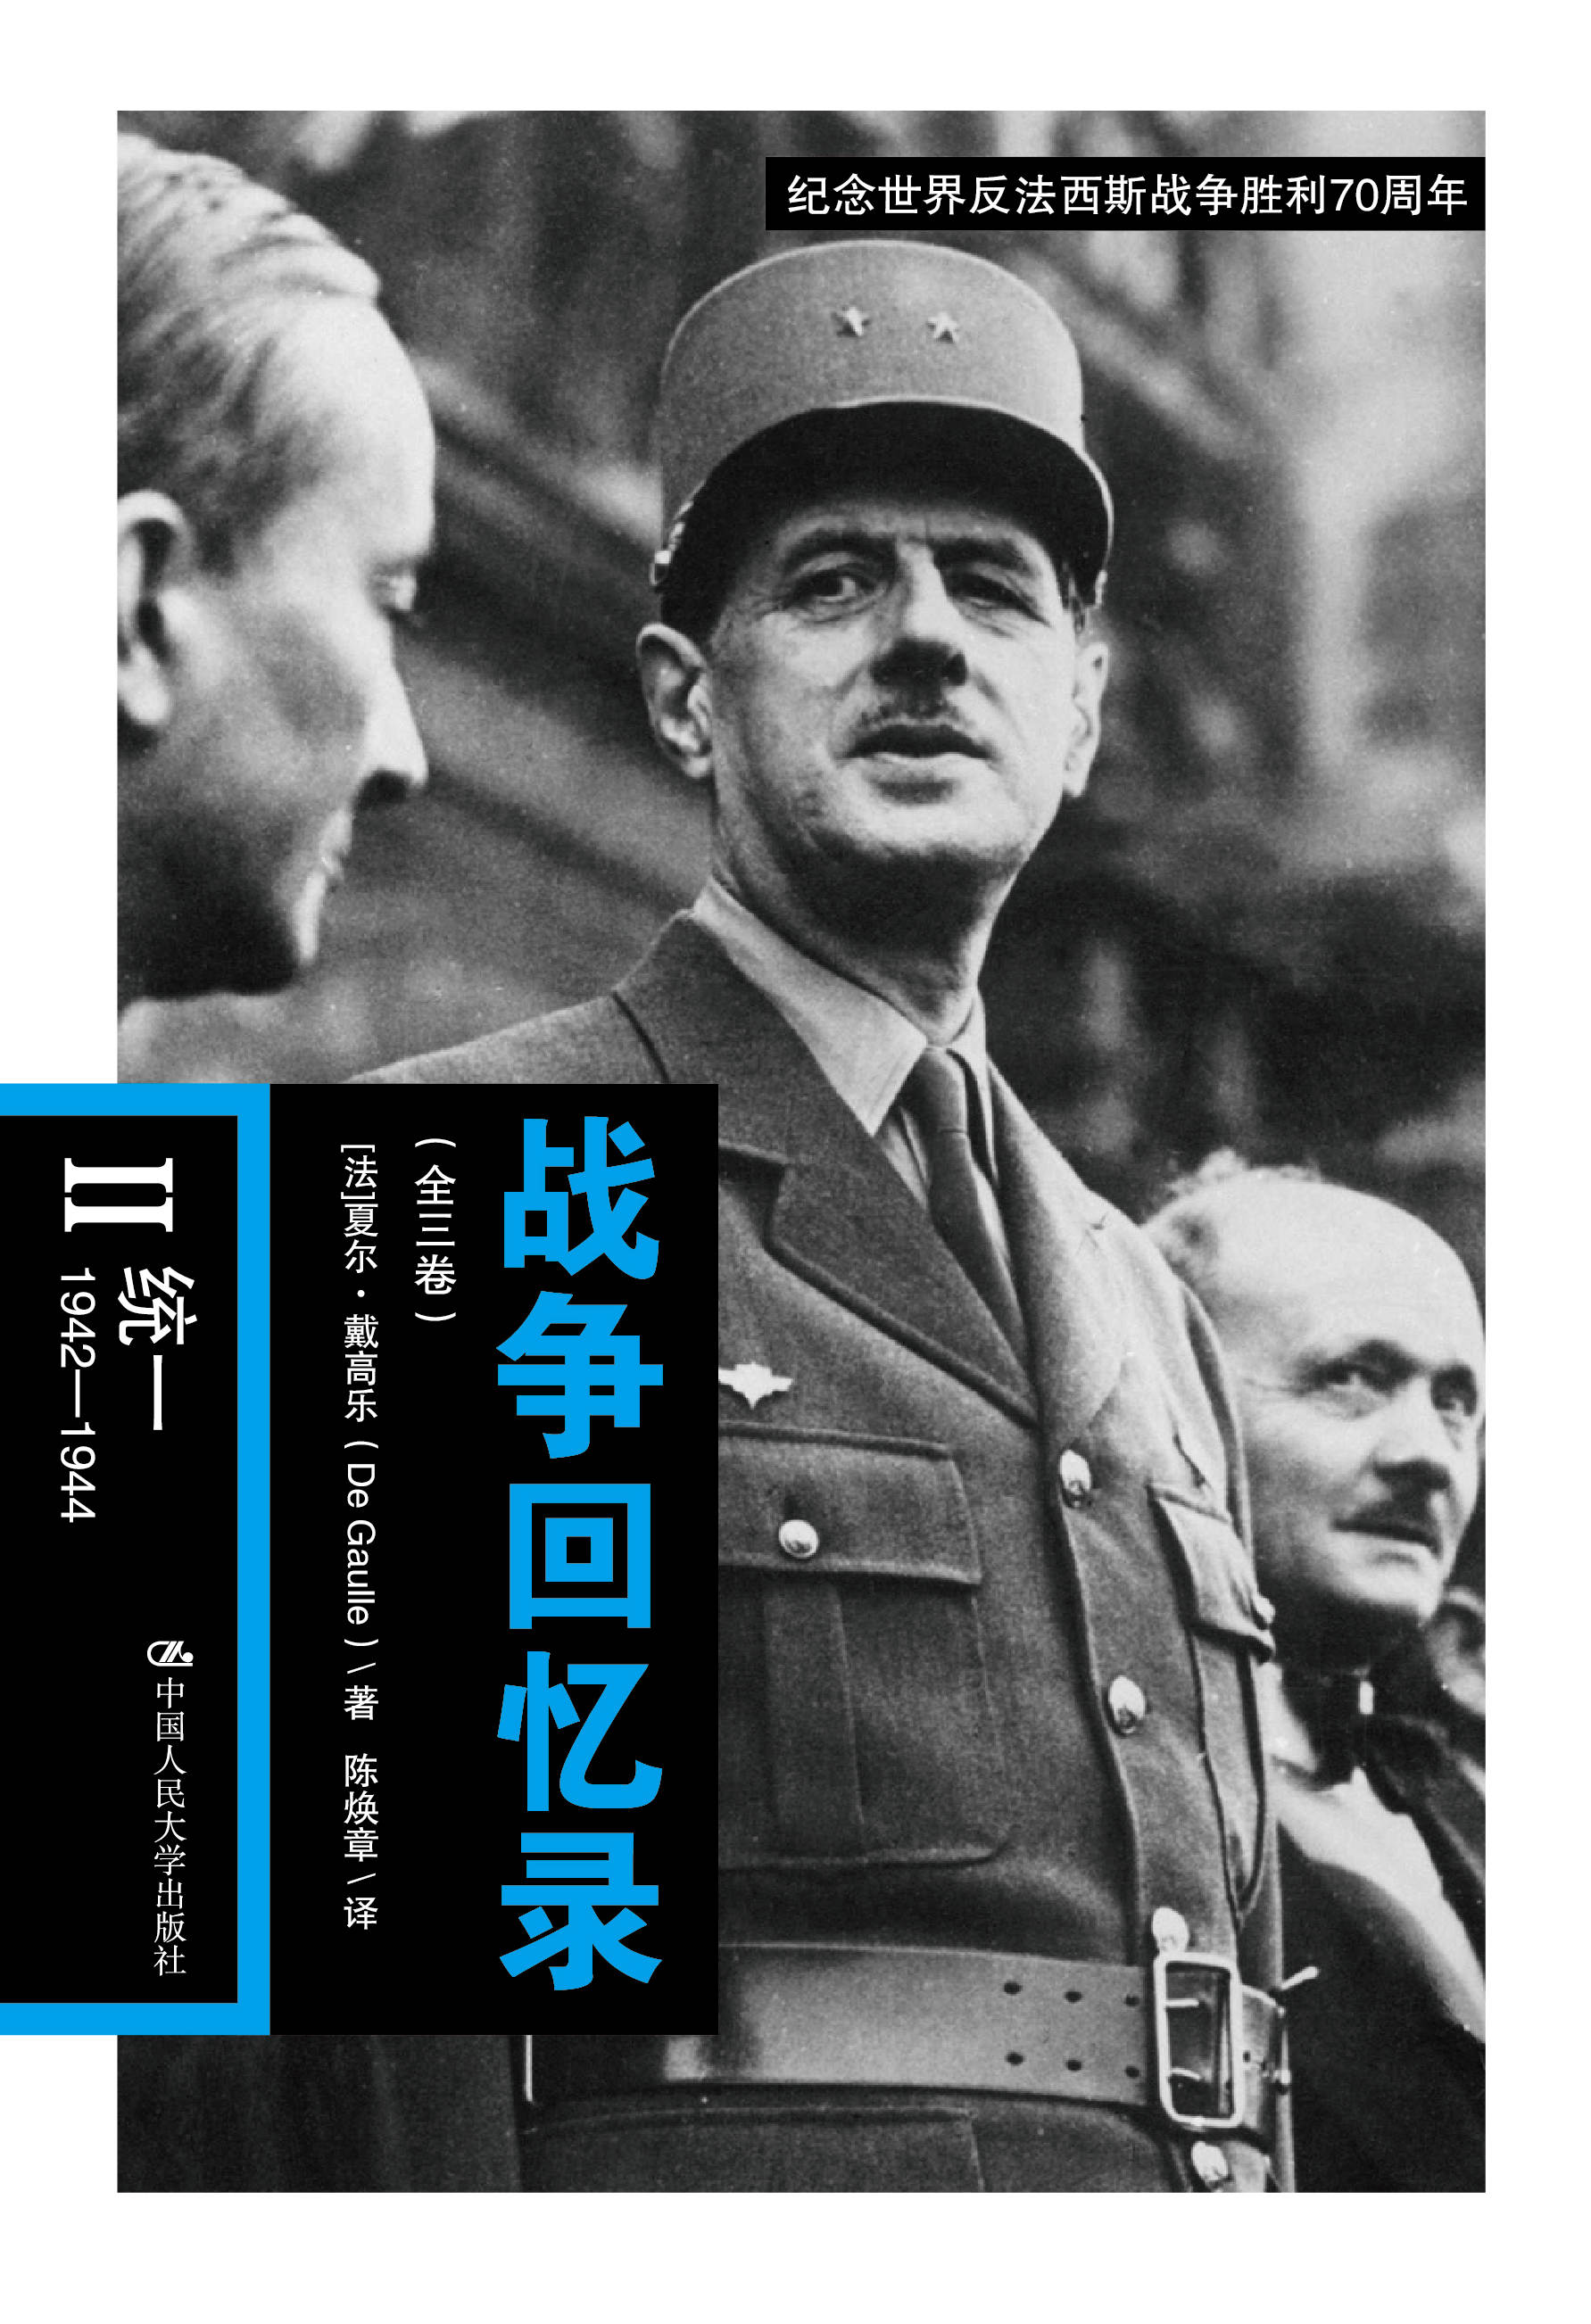 纪念世界反法西斯战争胜利70周年
战争回忆录
(全三卷)
[法]夏尔·戴高乐(De Gaulle)\著 陈焕章\译
II 统一
1942—1944
中国人民大学出版社